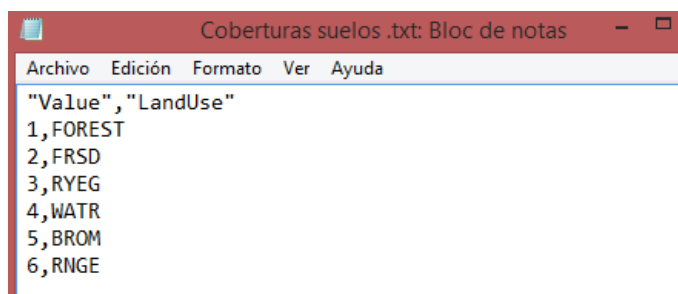 Coberturas suelos .txt: Bloc de notas
Archivo Edición Formato Ver Ayuda
"Value","LandUse"
1,FOREST
2,FRSD
3,RYEG
4,WATR
5,BROM
6,RNGE